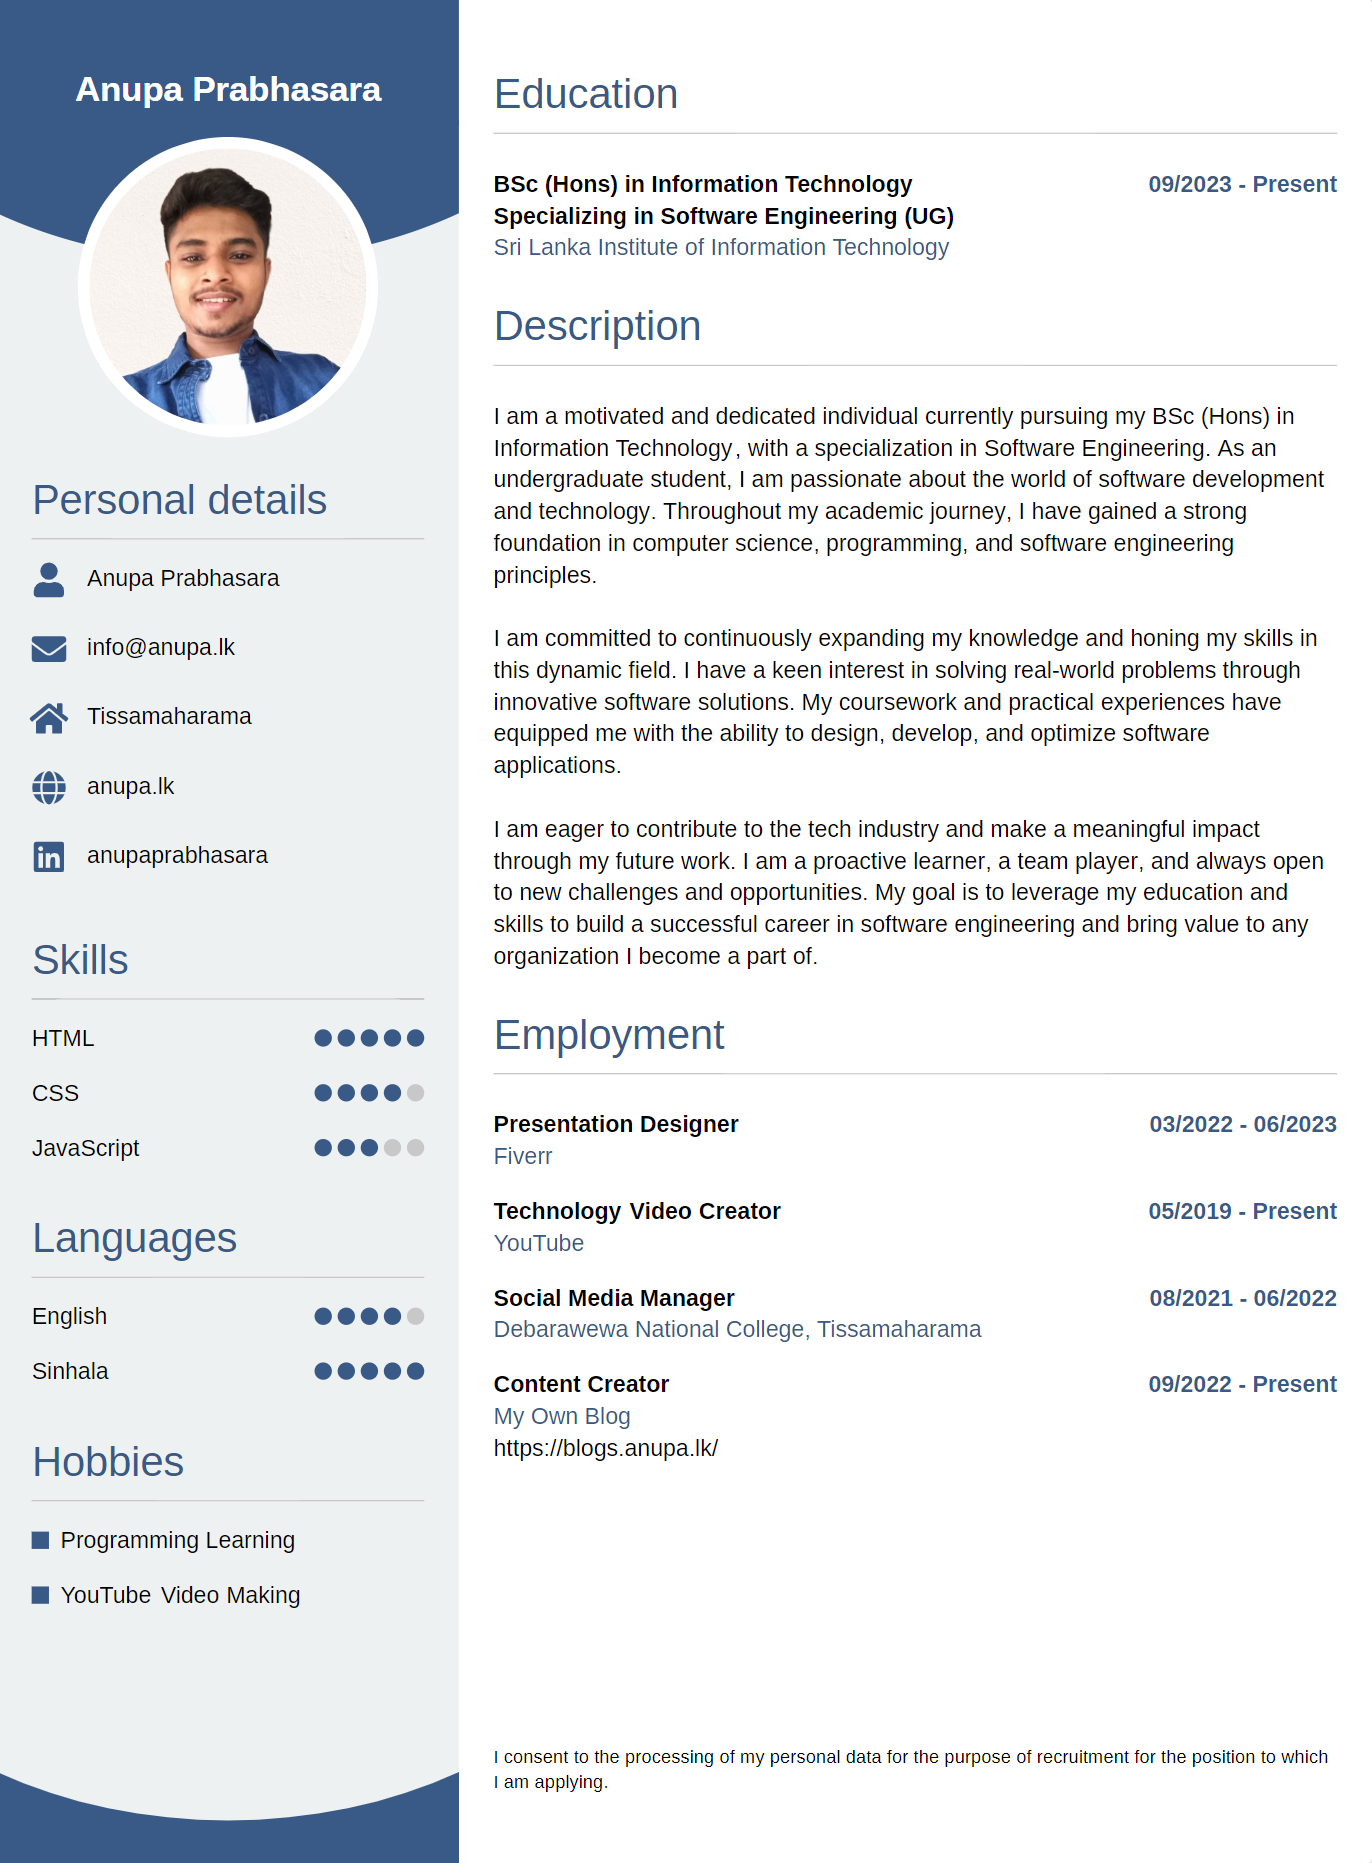 Anupa Prabhasara
Personal details
Anupa Prabhasara
info@anupa.lk
Tissamaharama
anupa.lk
in
anupaprabhasara
Skills
HTML
CSS
JavaScript
Languages
English
Sinhala
Hobbies
Programming Learning
YouTube Video Making
Education
BSc (Hons) in Information Technology
Specializing in Software Engineering (UG)
09/2023 - Present
Sri Lanka Institute of Information Technology
Description
I am a motivated and dedicated individual currently pursuing my BSc (Hons) in
Information Technology, with a specialization in Software Engineering. As an
undergraduate student, I am passionate about the world of software development
and technology. Throughout my academic journey, I have gained a strong
foundation in computer science, programming, and software engineering
principles.
I am committed to continuously expanding my knowledge and honing my skills in
this dynamic field. I have a keen interest in solving real-world problems through
innovative software solutions. My coursework and practical experiences have
equipped me with the ability to design, develop, and optimize software
applications.
I am eager to contribute to the tech industry and make a meaningful impact
through my future work. I am a proactive learner, a team player, and always open
to new challenges and opportunities. My goal is to leverage my education and
skills to build a successful career in software engineering and bring value to any
organization I become a part of.
Employment
Presentation Designer
03/2022 - 06/2023
Fiverr
Technology Video Creator
05/2019 - Present
YouTube
Social Media Manager
08/2021 - 06/2022
Debarawewa National College, Tissamaharama
Content Creator
09/2022 - Present
My Own Blog
https://blogs.anupa.lk/
I consent to the processing of my personal data for the purpose of recruitment for the position to which
I am applying.